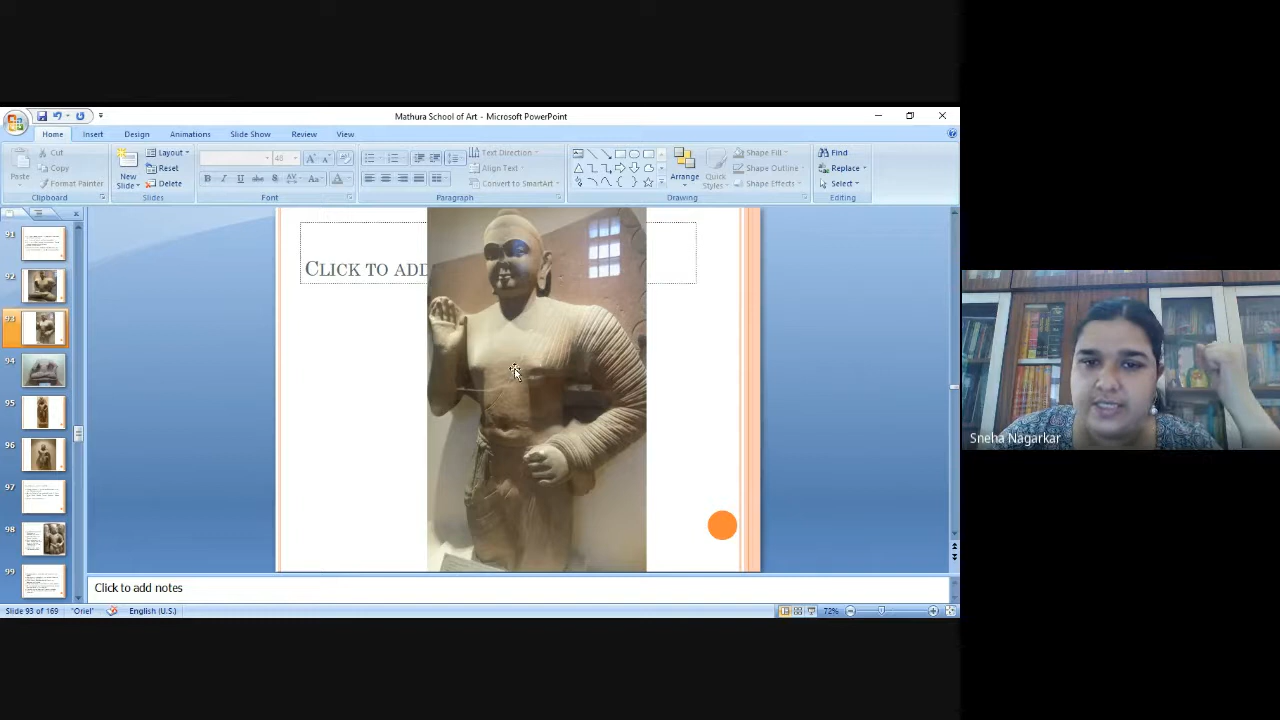 Mathura School of Art - Microsoft PowerPoint
Home Insert Design Animations Slide Show Review View
Paste
Cut
Copy
Format Painter
Clipboard
New Slide
Layout
Reset
Delete
Slides
48
Font
Text Direction
Align Text
Convert to SmartArt
Paragraph
Arrange
Quick Styles
Shape Fill
Shape Outline
Shape Effects
Drawing
Find
Replace
Select
Editing
91
92
93
94
95
96
97
98
99
CLICK TO ADD
Click to add notes
Slide 93 of 169 "Oriel" English (U.S.) 72%
Sneha Nagarkar